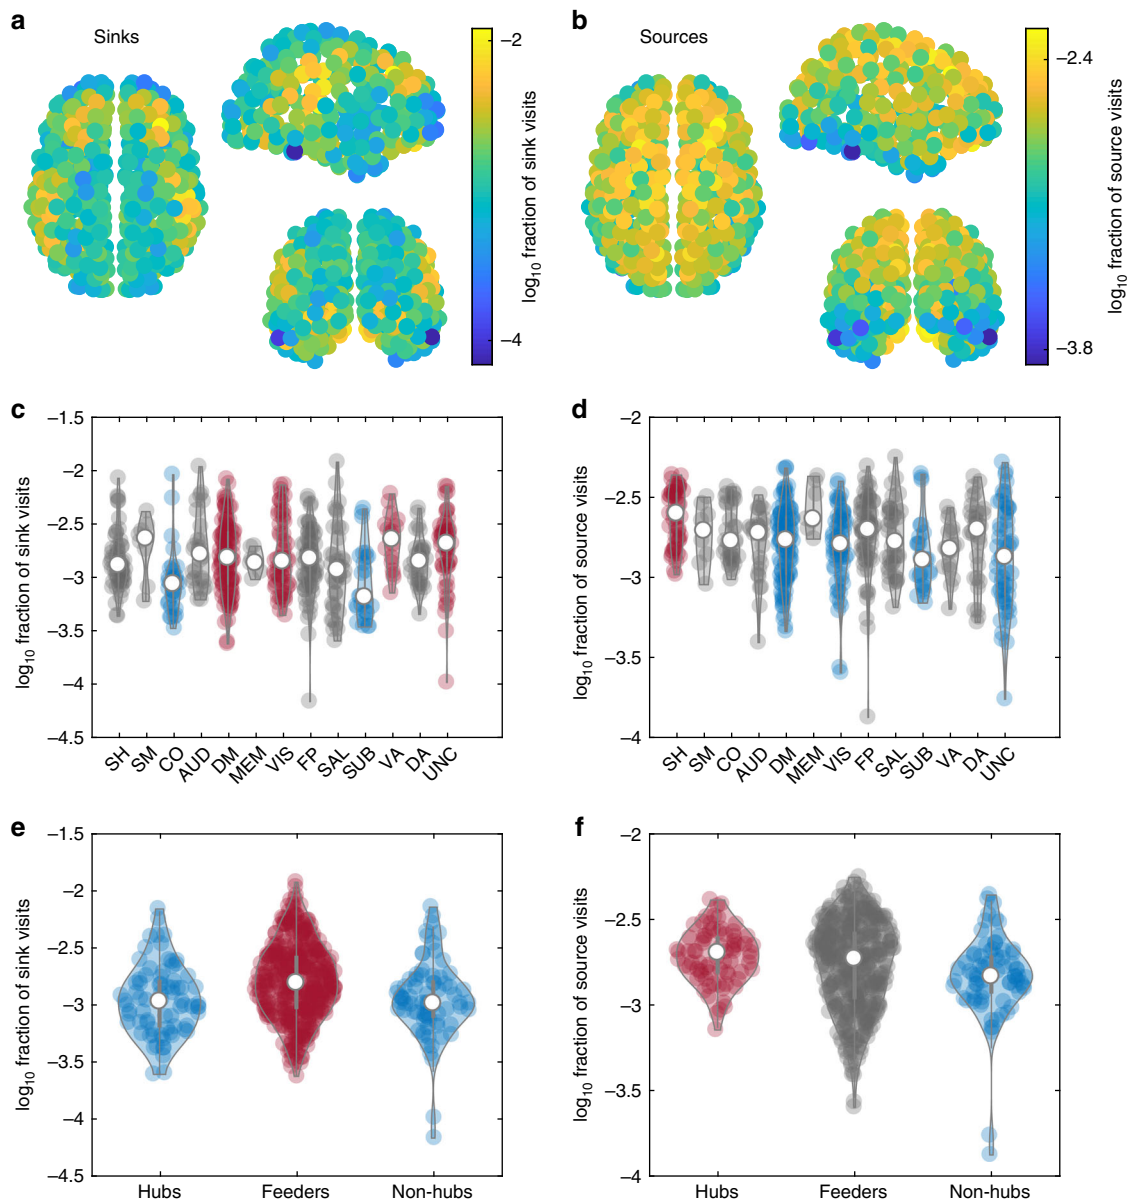 a
Sinks
−2
−4
log10 fraction of sink visits
b
Sources
−2.4
−3.8
log10 fraction of source visits
c
−1.5
−2
−2.5
−3
−3.5
−4
−4.5
log10 fraction of sink visits
SH SM CO AUD DM MEM VIS FP SAL SUB VA DA UNC
d
−2
−2.5
−3
−3.5
−4
log10 fraction of source visits
SH SM CO AUD DM MEM VIS FP SAL SUB VA DA UNC
e
−1.5
−2
−2.5
−3
−3.5
−4
−4.5
log10 fraction of sink visits
Hubs Feeders Non-hubs
f
−2
−2.5
−3
−3.5
−4
log10 fraction of source visits
Hubs Feeders Non-hubs